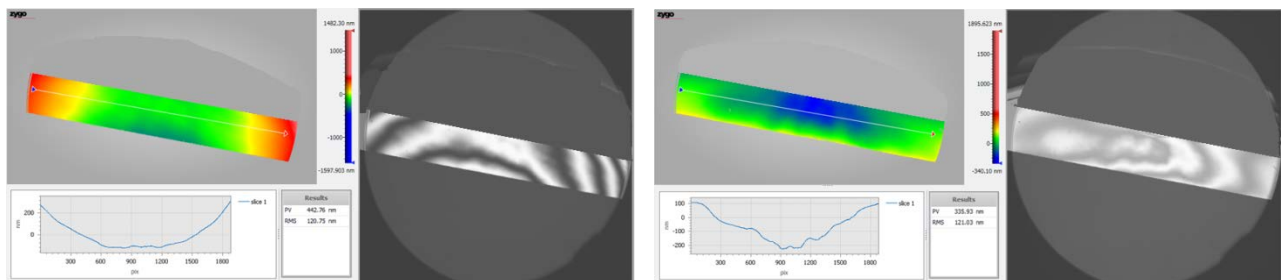 zygo
1482.30 nm
1000
0
-1000
-1597.903 nm
nm
200
0
300
600
900
1200
1500
1800
pix
slice 1
Results
PV 442.76 nm
RMS 120.75 nm
zygo
1895.623 nm
1500
1000
500
0
-340.10 nm
nm
100
0
-100
-200
300
600
900
1200
1500
1800
pix
slice 1
Results
PV 335.93 nm
RMS 121.03 nm